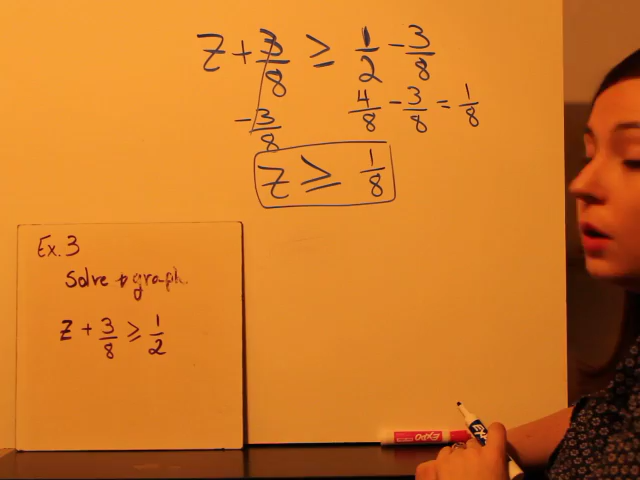 z + 3/8 ≥ 1/2 - 3/8
- 3/8
4/8 - 3/8 = 1/8
z ≥ 1/8
Ex. 3
Solve + graph.
z + 3/8 ≥ 1/2
EXPO
EX